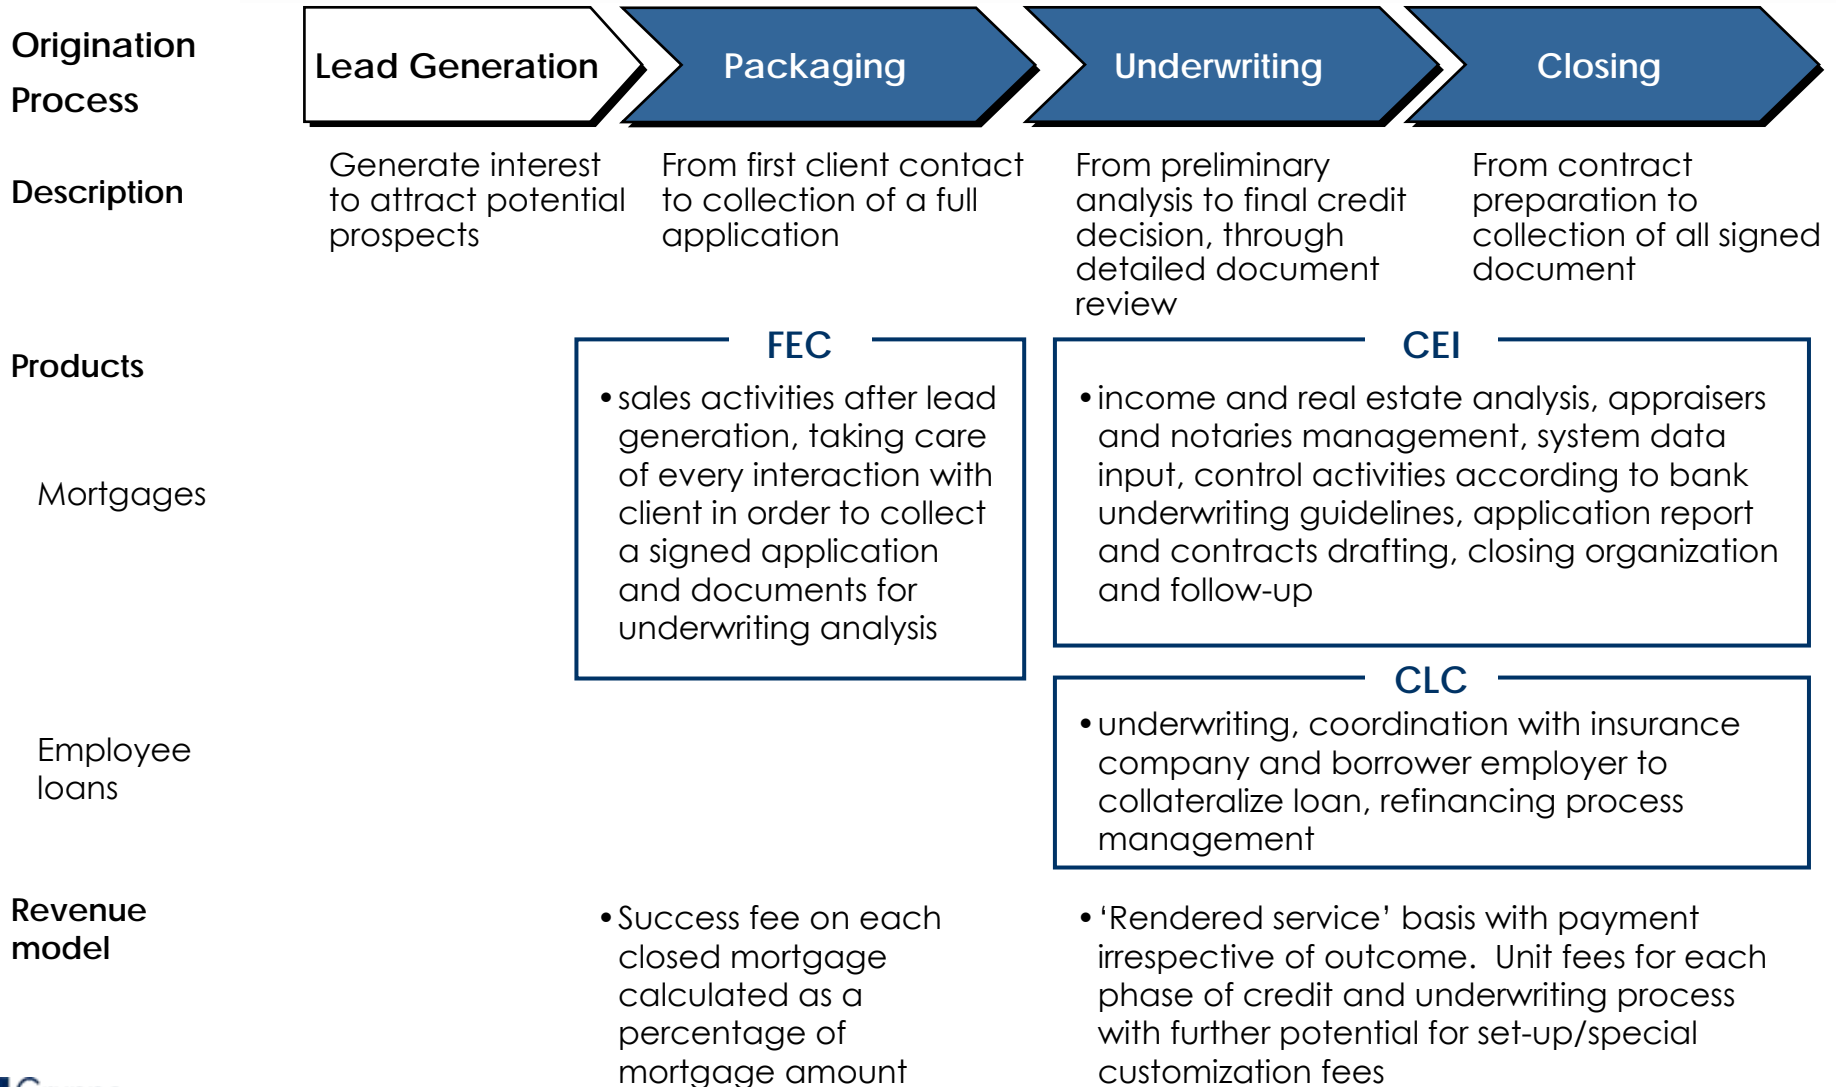 Origination
Process
Lead Generation
Packaging
Underwriting
Closing
Description
Generate interest
to attract potential
prospects
From first client contact
to collection of a full
application
From preliminary
analysis to final credit
decision, through
detailed document
review
From contract
preparation to
collection of all signed
document
Products
Mortgages
FEC
•sales activities after lead
generation, taking care
of every interaction with
client in order to collect
a signed application
and documents for
underwriting analysis
CEI
•income and real estate analysis, appraisers
and notaries management, system data
input, control activities according to bank
underwriting guidelines, application report
and contracts drafting, closing organization
and follow-up
Employee
loans
CLC
•underwriting, coordination with insurance
company and borrower employer to
collateralize loan, refinancing process
management
Revenue
model
•Success fee on each
closed mortgage
calculated as a
percentage of
mortgage amount
•‘Rendered service’ basis with payment
irrespective of outcome.  Unit fees for each
phase of credit and underwriting process
with further potential for set-up/special
customization fees